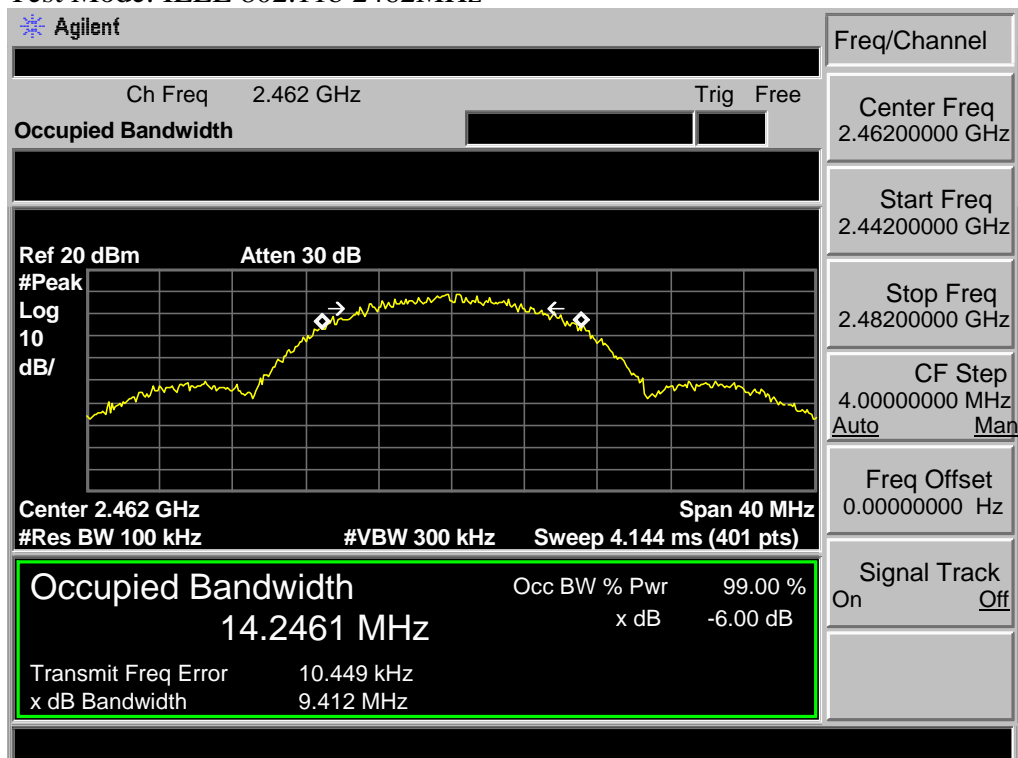 Agilent
Freq/Channel
Ch Freq 2.462 GHz Trig Free
Occupied Bandwidth
Center Freq
2.46200000 GHz
Start Freq
2.44200000 GHz
Ref 20 dBm Atten 30 dB
#Peak
Log
10
dB/
Stop Freq
2.48200000 GHz
CF Step
4.00000000 MHz
Auto Man
Center 2.462 GHz Span 40 MHz
#Res BW 100 kHz #VBW 300 kHz Sweep 4.144 ms (401 pts)
Freq Offset
0.00000000 Hz
Occupied Bandwidth Occ BW % Pwr 99.00 %
14.2461 MHz x dB -6.00 dB
Transmit Freq Error 10.449 kHz
x dB Bandwidth 9.412 MHz
Signal Track
On Off